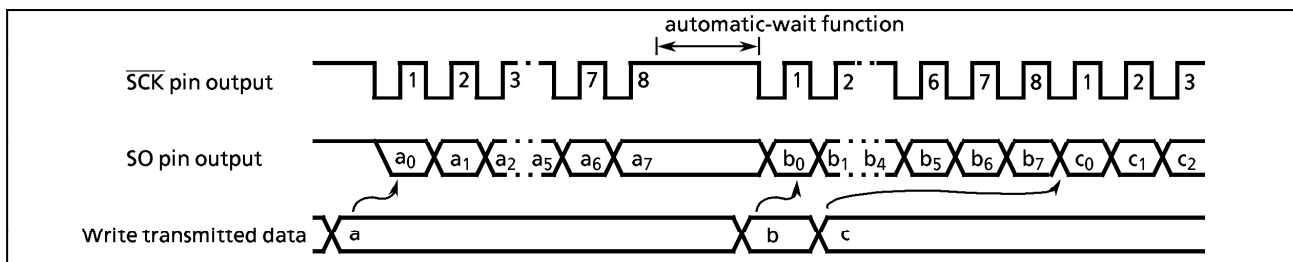 automatic-wait function
SCK pin output 1 2 3 7 8 1 2 6 7 8 1 2 3
SO pin output a0 a1 a2 a5 a6 a7 b0 b1 b4 b5 b6 b7 c0 c1 c2
Write transmitted data a b c